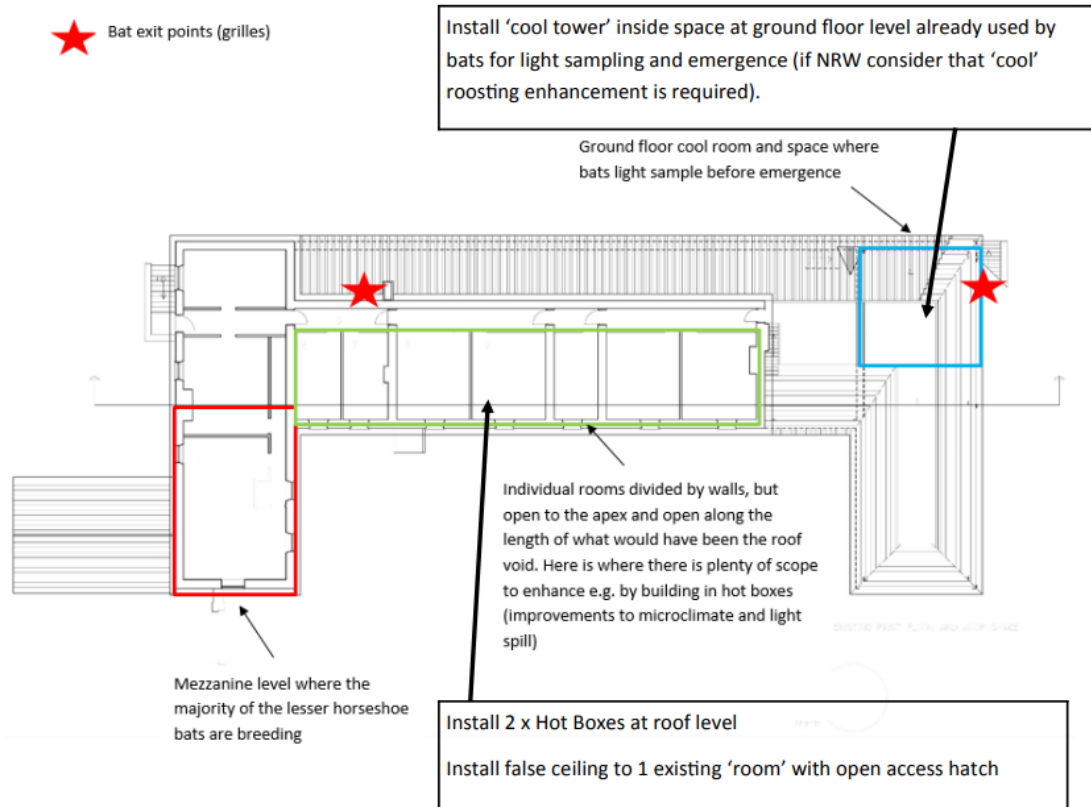 Bat exit points (grilles)
Install ‘cool tower’ inside space at ground floor level already used by
bats for light sampling and emergence (if NRW consider that ‘cool’
roosting enhancement is required).
Ground floor cool room and space where
bats light sample before emergence
Individual rooms divided by walls, but
open to the apex and open along the
length of what would have been the roof
void. Here is where there is plenty of scope
to enhance e.g. by building in hot boxes
(improvements to microclimate and light
spill)
EXISTING FIRST FLOOR AND ROOF SPACE
Mezzanine level where the
majority of the lesser horseshoe
bats are breeding
Install 2 x Hot Boxes at roof level
Install false ceiling to 1 existing ‘room’ with open access hatch